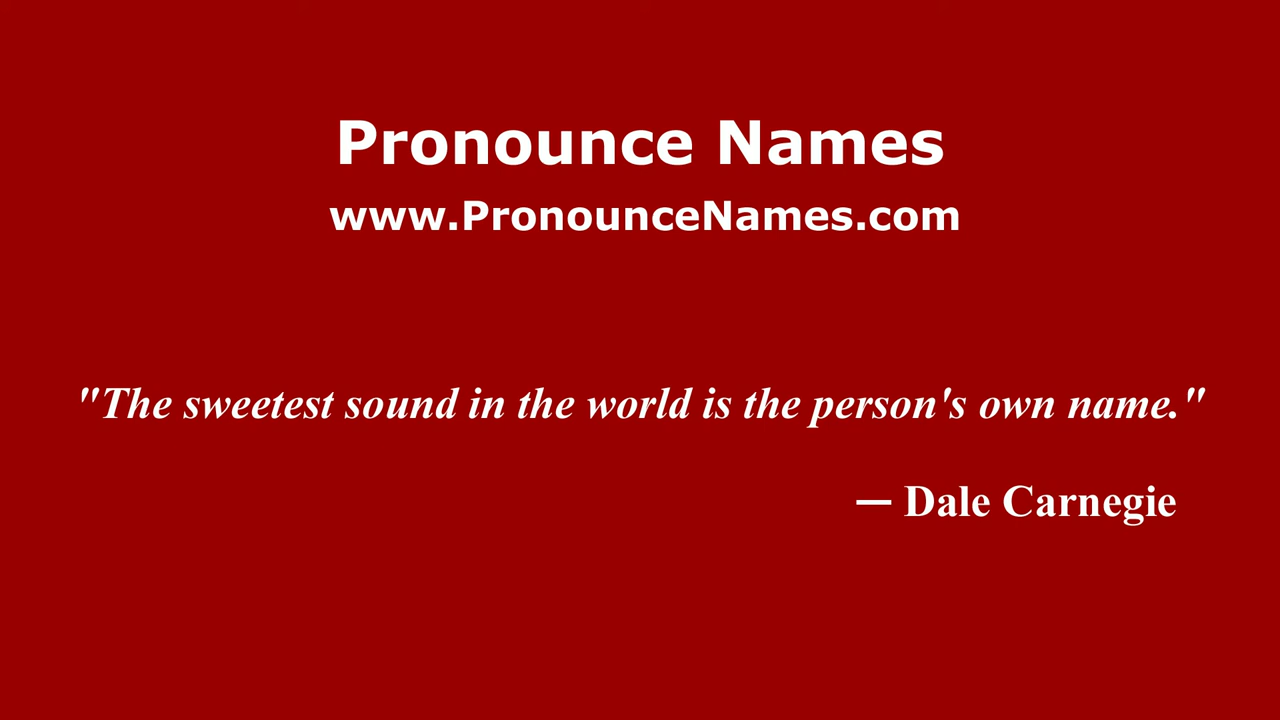 Pronounce Names
www.PronounceNames.com
"The sweetest sound in the world is the person's own name."
— Dale Carnegie